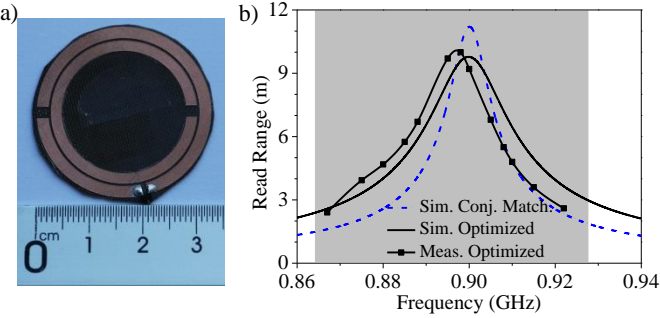 a)
0 cm 1 2 3
b)
12
9
6
3
0
Read Range (m)
Sim. Conj. Match.
Sim. Optimized
Meas. Optimized
0.86 0.88 0.90 0.92 0.94
Frequency (GHz)